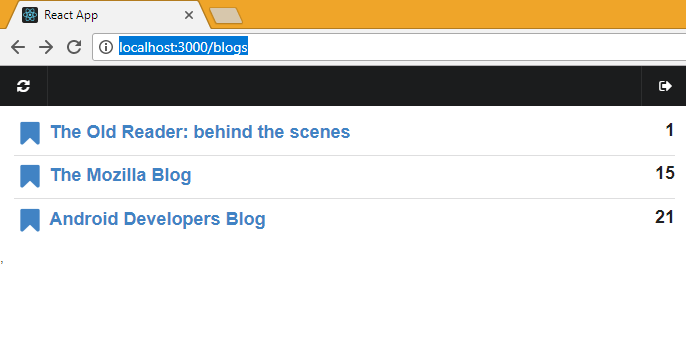 React App
localhost:3000/blogs
The Old Reader: behind the scenes 1
The Mozilla Blog 15
Android Developers Blog 21
,